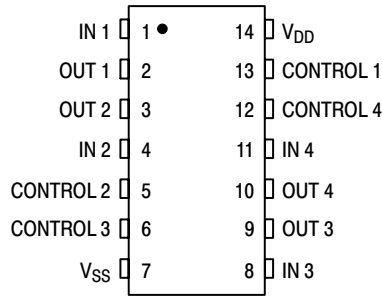 IN 1 1 14 VDD
OUT 1 2 13 CONTROL 1
OUT 2 3 12 CONTROL 4
IN 2 4 11 IN 4
CONTROL 2 5 10 OUT 4
CONTROL 3 6 9 OUT 3
VSS 7 8 IN 3